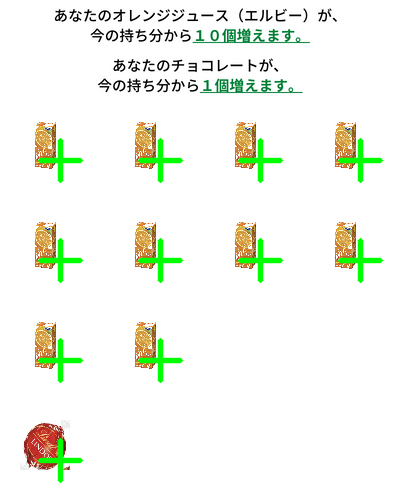 あなたのオレンジジュース（エルビー）が、
今の持ち分から１０個増えます。
あなたのチョコレートが、
今の持ち分から１個増えます。